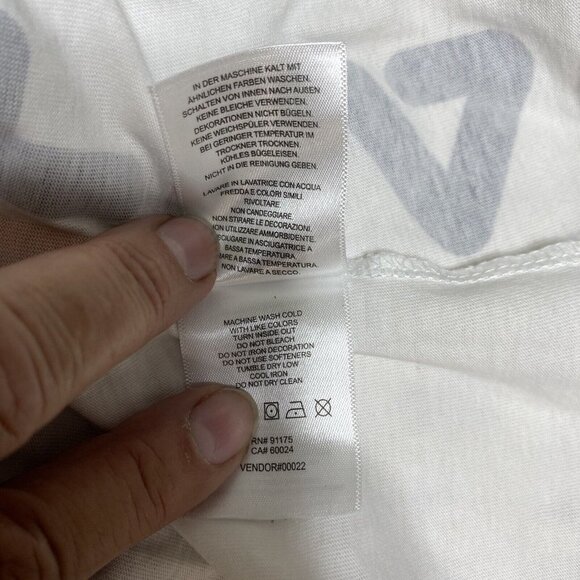 IN DER MASCHINE KALT MIT
ÄHNLICHEN FARBEN WASCHEN.
SCHALTEN VON INNEN NACH AUßEN
KEINE BLEICHE VERWENDEN.
DEKORATIONEN NICHT BÜGELN.
KEINE WEICHSPÜLER VERWENDEN.
BEI GERINGER TEMPERATUR IM
TROCKNER TROCKNEN.
KÜHLES BÜGELEISEN.
NICHT IN DIE REINIGUNG GEBEN.
LAVARE IN LAVATRICE CON ACQUA
FREDDA E COLORI SIMILI.
RIVOLTARE
NON CANDEGGIARE.
NON STIRARE LE DECORAZIONI.
NON UTILIZZARE AMMORBIDENTE.
IN ASCIUGATRICE A
BASSA TEMPERATURA.
A BASSA TEMPERATURA.
NON LAVARE A SECCO.
MACHINE WASH COLD
WITH LIKE COLORS
TURN INSIDE OUT
DO NOT BLEACH
DO NOT IRON DECORATION
DO NOT USE SOFTENERS
TUMBLE DRY LOW
COOL IRON
DO NOT DRY CLEAN
RN# 91175
CA# 60024
VENDOR#00022